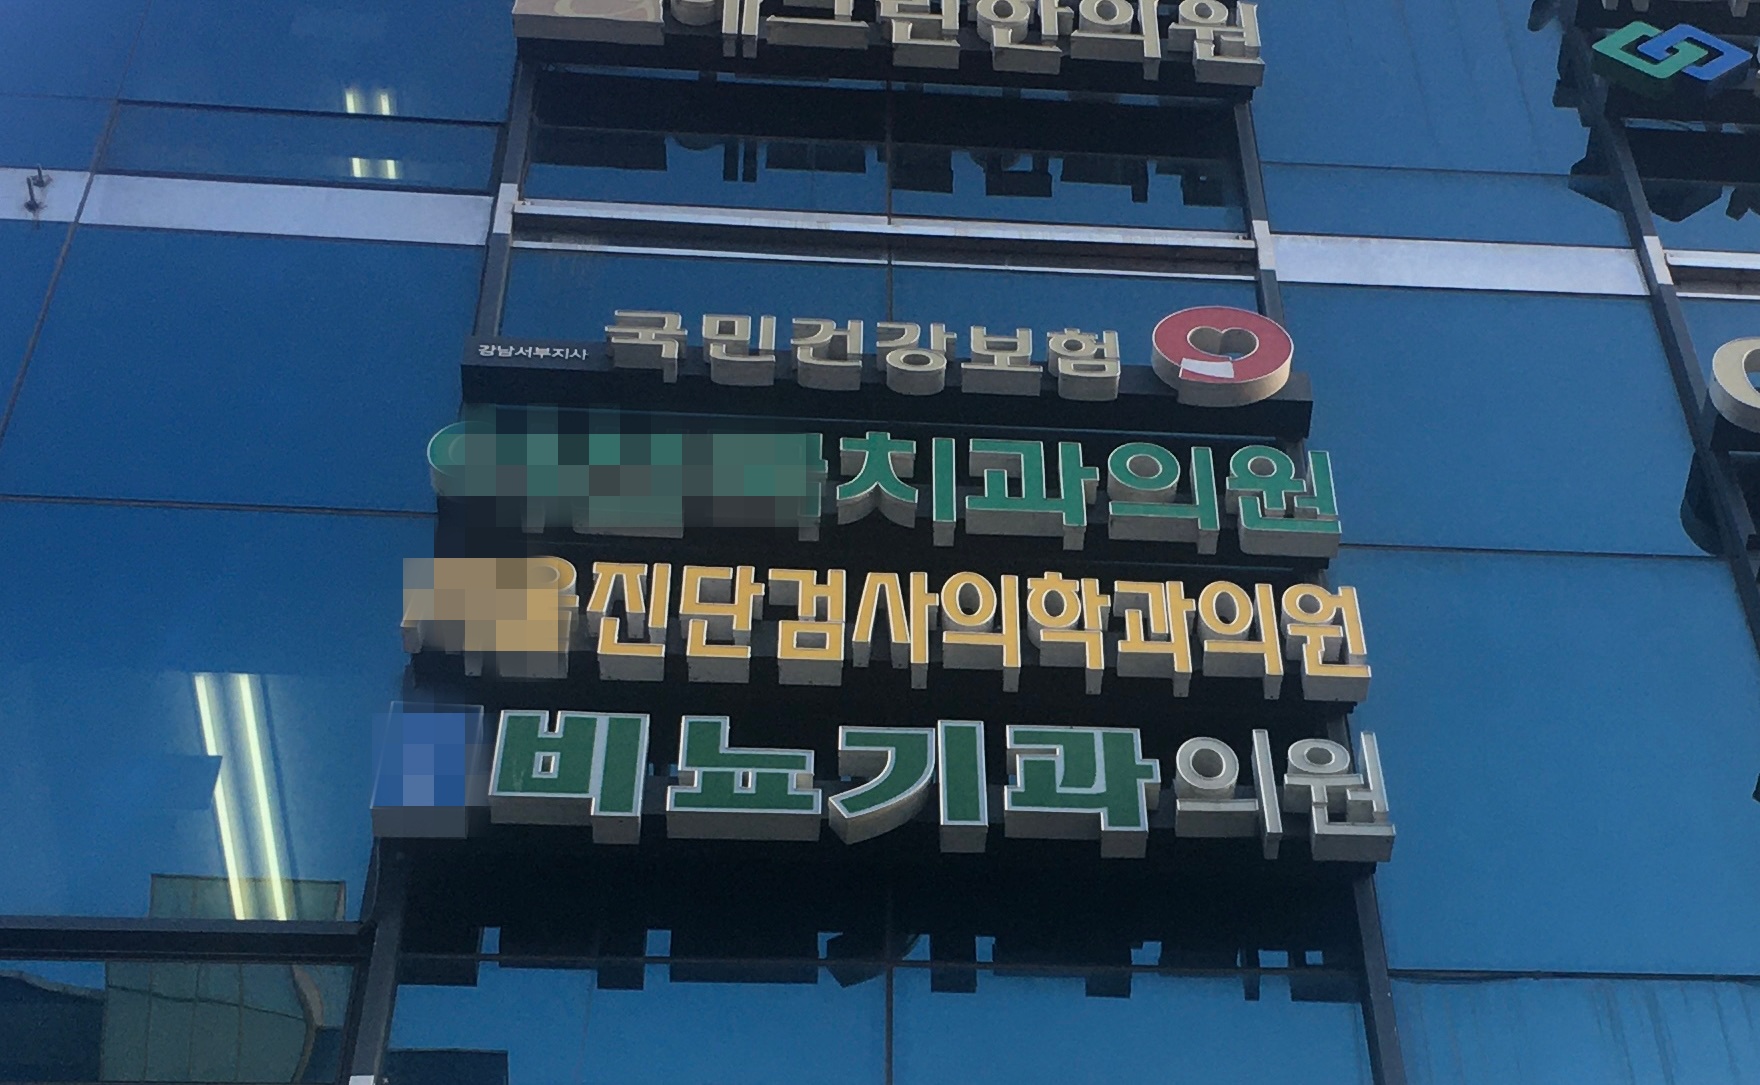 한의원
강남서부지사 국민건강보험
치과의원
진단검사의학과의원
비뇨기과의원